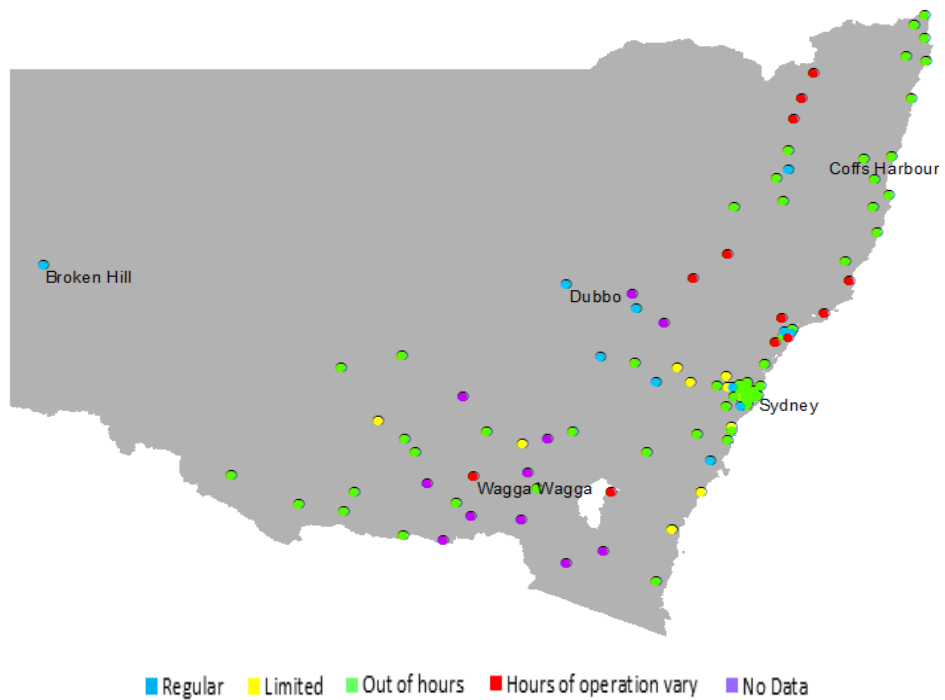 Coffs Harbour
Broken Hill
Dubbo
Sydney
Wagga Wagga
Regular Limited Out of hours Hours of operation vary No Data